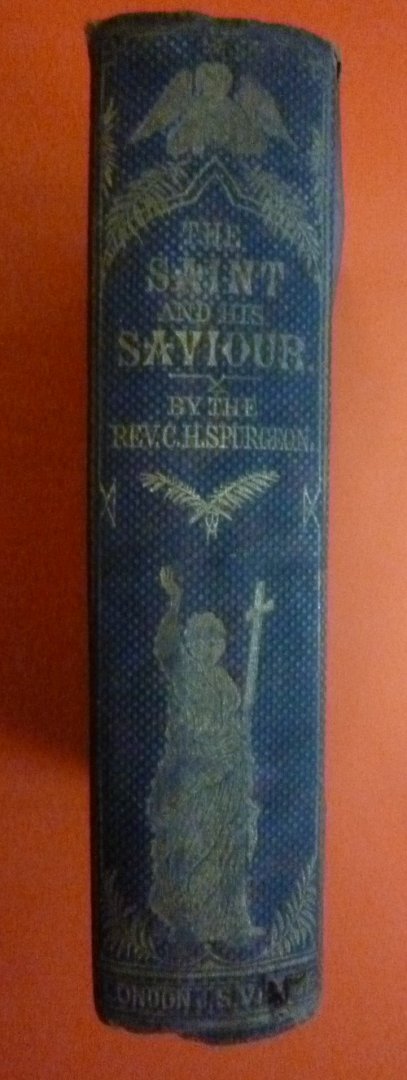 THE
SAINT
AND HIS
SAVIOUR.
BY THE
REV. C. H. SPURGEON.